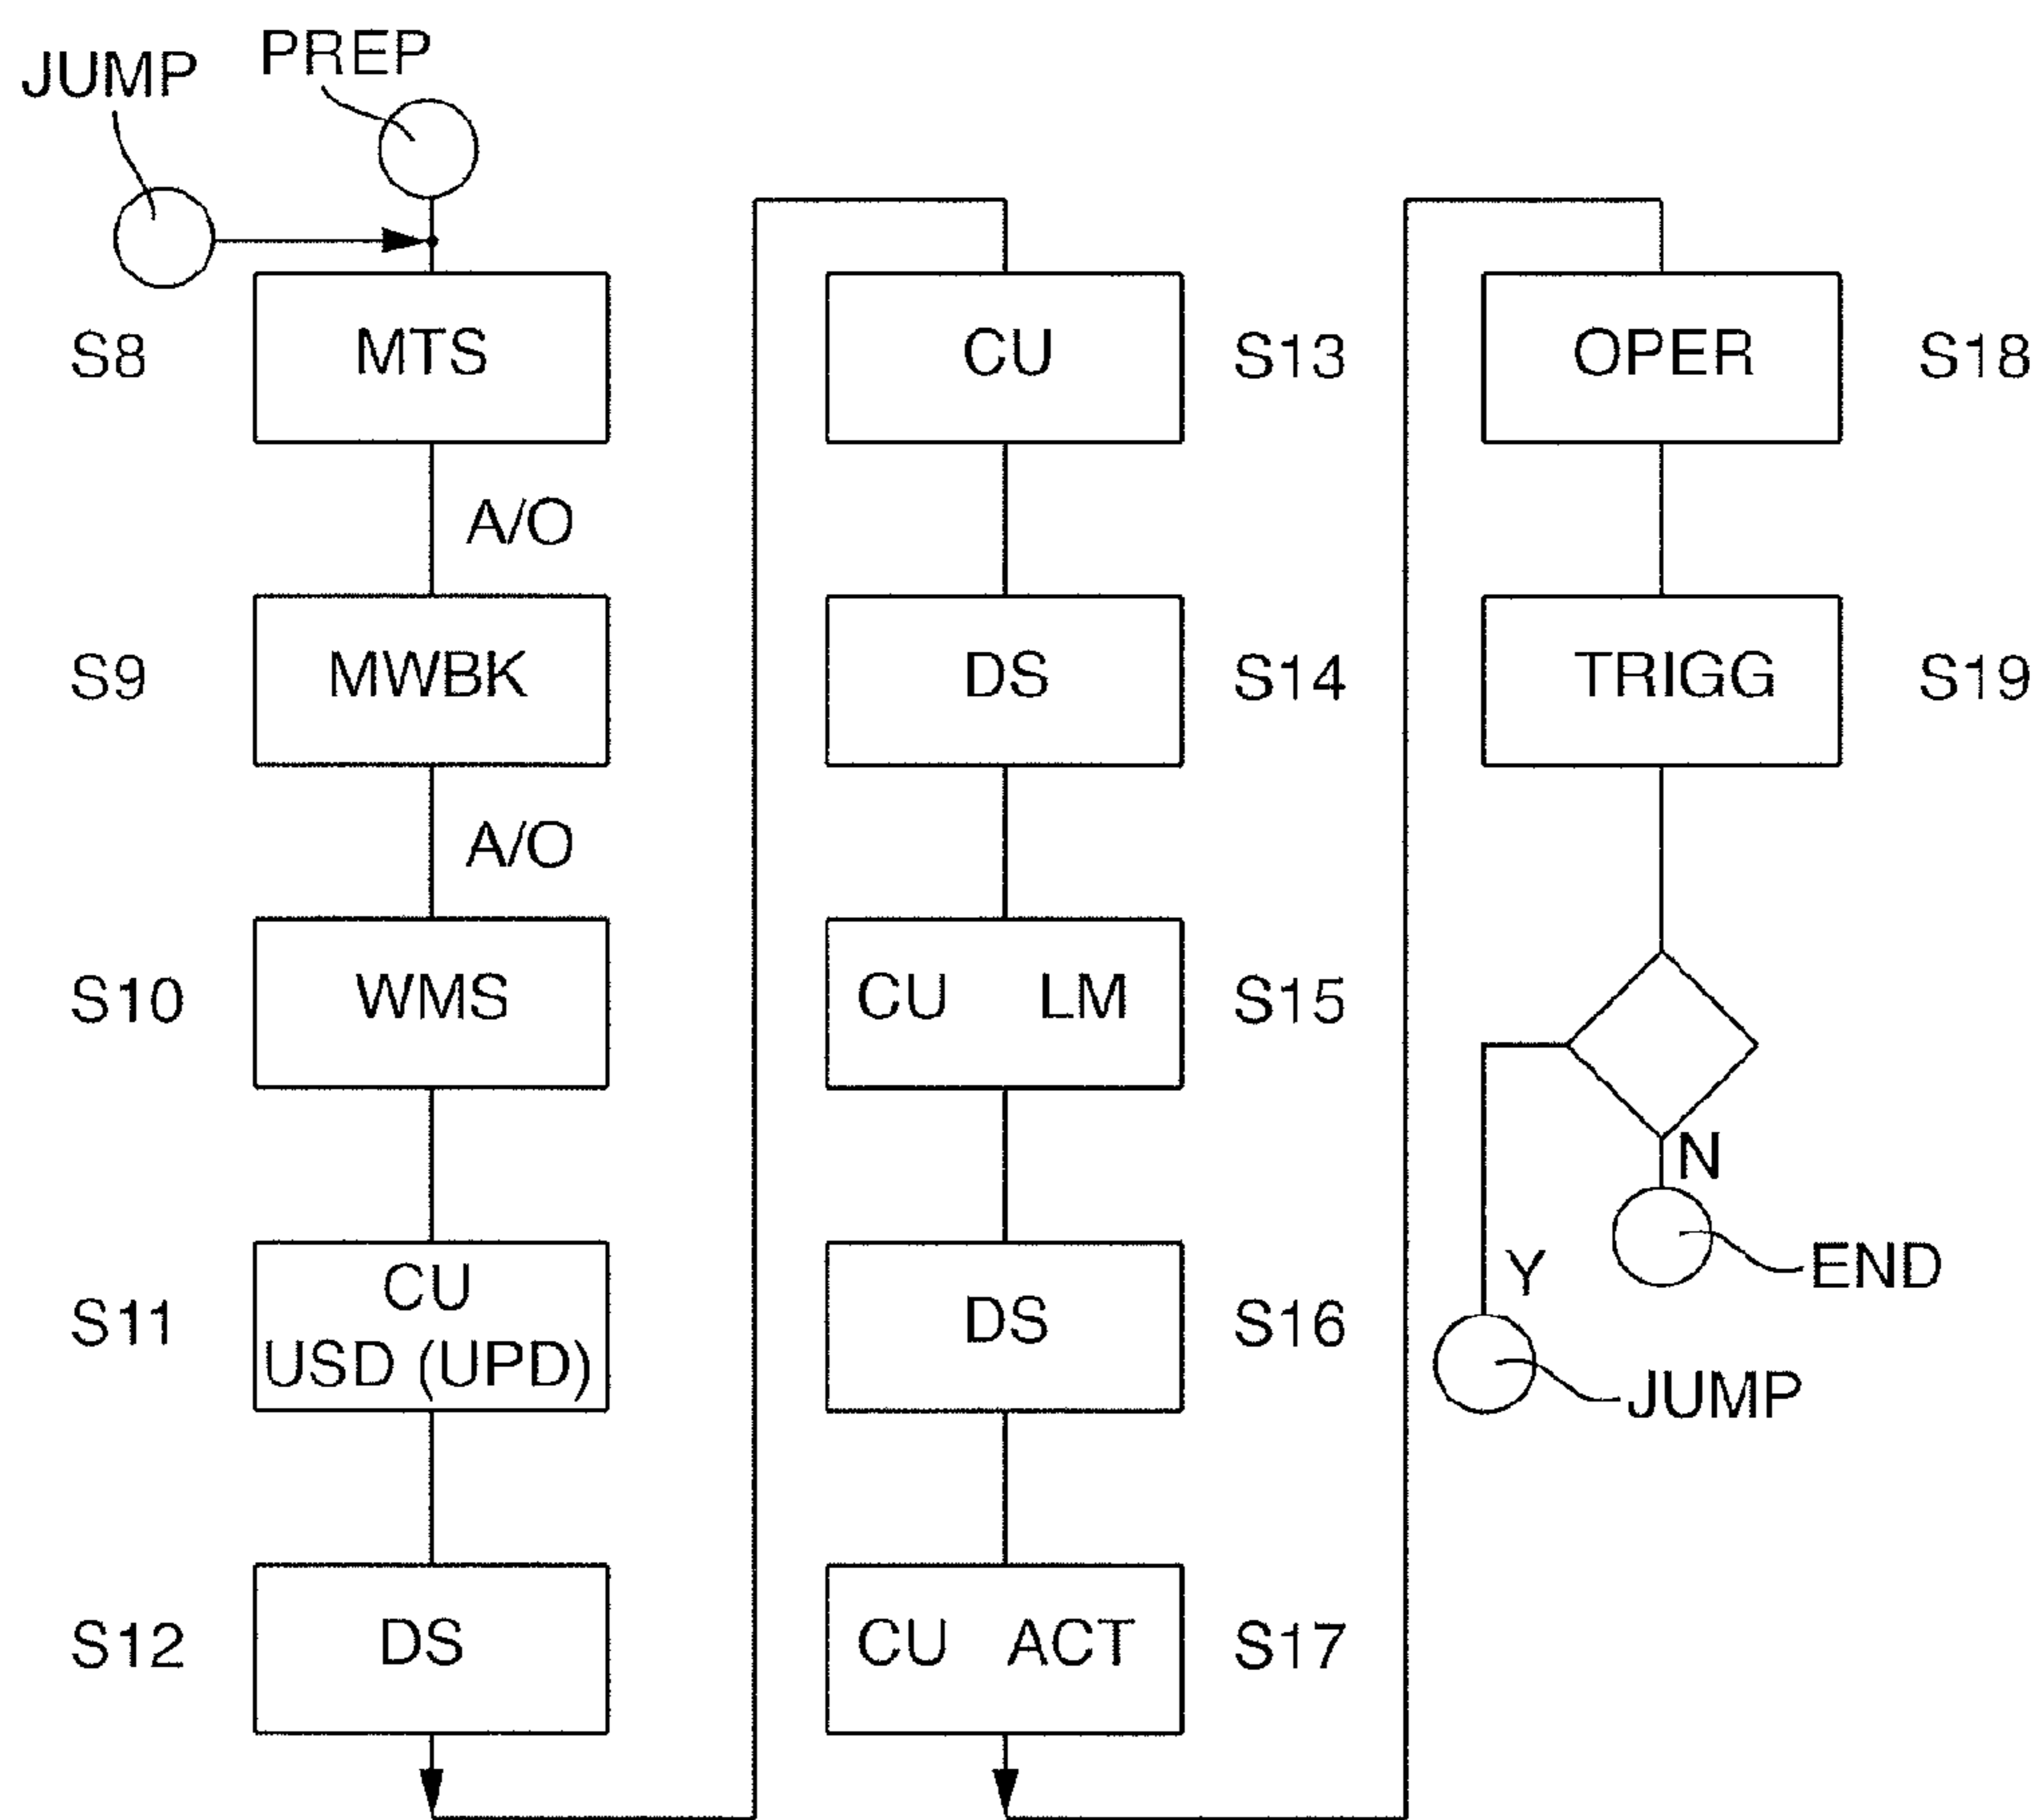 JUMP
PREP
S8
MTS
A/O
S9
MWBK
A/O
S10
WMS
S11
CU
USD (UPD)
S12
DS
CU
S13
DS
S14
CU LM
S15
DS
S16
CU ACT
S17
OPER
S18
TRIGG
S19
N
END
Y
JUMP